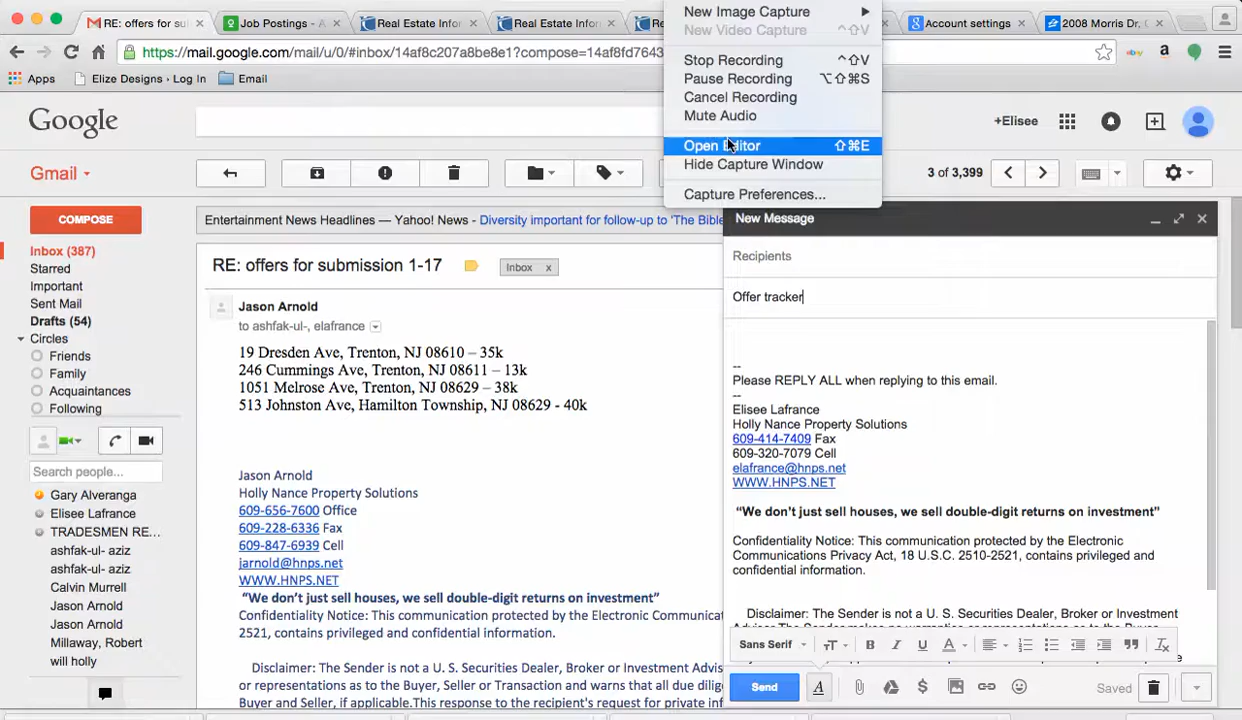 RE: offers for submission
Job Postings -
Real Estate Infor
Real Estate Infor
Re
Account settings
2008 Morris Dr,
https://mail.google.com/mail/u/0/#inbox/14af8c207a8be8e1?compose=14af8fd7643
Apps
Elize Designs › Log In
Email
ebay
New Image Capture
New Video Capture ^⇧V
Stop Recording ^⇧V
Pause Recording ⌥⇧⌘S
Cancel Recording
Mute Audio
Open Editor ⇧⌘E
Hide Capture Window
Capture Preferences...
Google
+Elisee
Gmail
3 of 3,399
COMPOSE
Inbox (387)
Starred
Important
Sent Mail
Drafts (54)
Circles
Friends
Family
Acquaintances
Following
Search people...
Gary Alveranga
Elisee Lafrance
TRADESMEN RE...
ashfak-ul- aziz
ashfak-ul- aziz
Calvin Murrell
Jason Arnold
Jason Arnold
Millaway, Robert
will holly
Entertainment News Headlines — Yahoo! News - Diversity important for follow-up to 'The Bibl
RE: offers for submission 1-17
Inbox x
Jason Arnold
to ashfak-ul-, elafrance
19 Dresden Ave, Trenton, NJ 08610 – 35k
246 Cummings Ave, Trenton, NJ 08611 – 13k
1051 Melrose Ave, Trenton, NJ 08629 – 38k
513 Johnston Ave, Hamilton Township, NJ 08629 - 40k
Jason Arnold
Holly Nance Property Solutions
609-656-7600 Office
609-228-6336 Fax
609-847-6939 Cell
jarnold@hnps.net
WWW.HNPS.NET
“We don’t just sell houses, we sell double-digit returns on investment”
Confidentiality Notice: This communication protected by the Electronic Communicat
2521, contains privileged and confidential information.
Disclaimer: The Sender is not a U. S. Securities Dealer, Broker or Investment Advis
or representations as to the Buyer, Seller or Transaction and warns that all due dilig
Buyer and Seller, if applicable.This response to the recipient's request for private inf
New Message
Recipients
Offer tracker
--
Please REPLY ALL when replying to this email.
--
Elisee Lafrance
Holly Nance Property Solutions
609-414-7409 Fax
609-320-7079 Cell
elafrance@hnps.net
WWW.HNPS.NET
“We don't just sell houses, we sell double-digit returns on investment”
Confidentiality Notice: This communication protected by the Electronic
Communications Privacy Act, 18 U.S.C. 2510-2521, contains privileged and
confidential information.
Disclaimer: The Sender is not a U. S. Securities Dealer, Broker or Investment
Sans Serif
Send
Saved